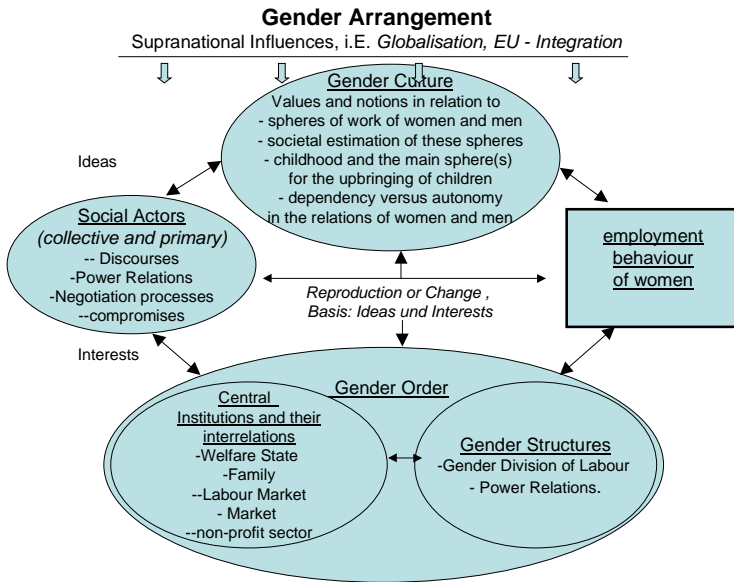 Gender Arrangement
Supranational Influences, i.E. Globalisation, EU - Integration
Gender Culture
Values and notions in relation to
- spheres of work of women and men
- societal estimation of these spheres
- childhood and the main sphere(s)
for the upbringing of children
- dependency versus autonomy
in the relations of women and men
Ideas
Social Actors
(collective and primary)
-- Discourses
-Power Relations
-Negotiation processes
--compromises
employment
behaviour
of women
Reproduction or Change ,
Basis: Ideas und Interests
Interests
Gender Order
Central
Institutions and their
interrelations
-Welfare State
-Family
--Labour Market
- Market
--non-profit sector
Gender Structures
-Gender Division of Labour
- Power Relations.